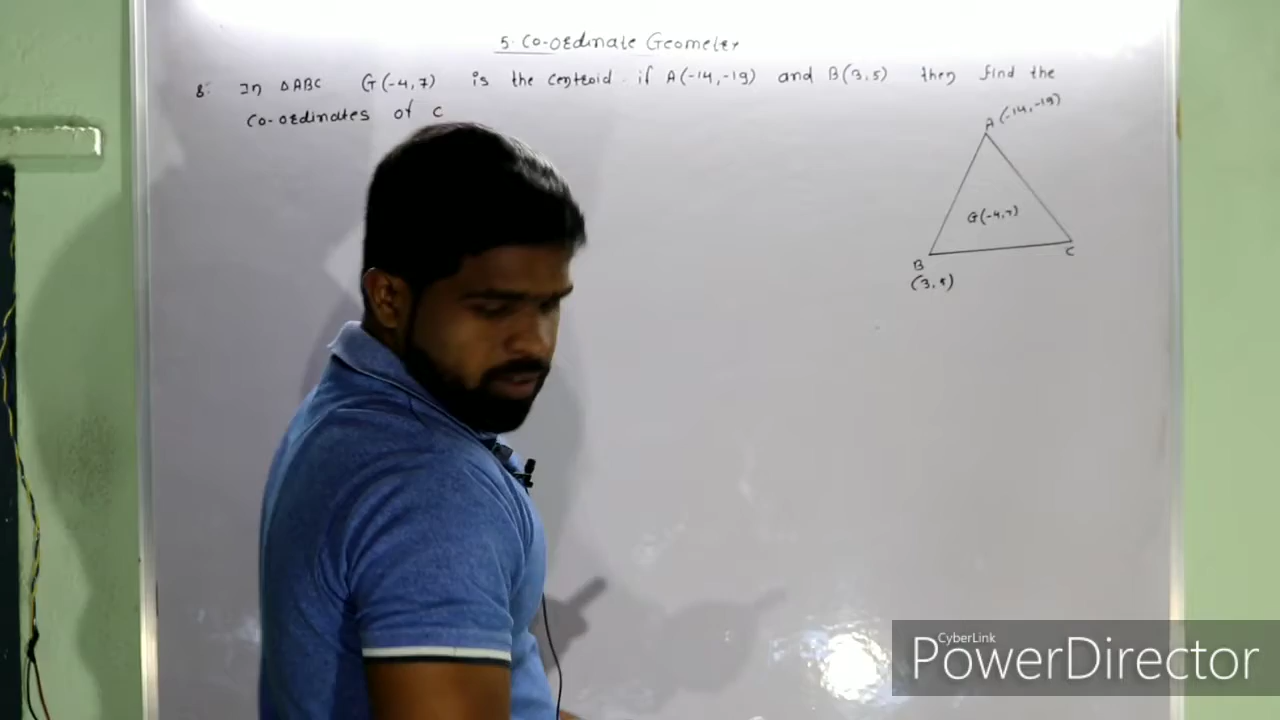 5. Co-ordinate Geometry
8. In ΔABC G(-4,7) is the centroid. if A(-14,-19) and B(3,5) then find the
co-ordinates of C
A(-14,-19)
G(-4,7)
B
C
(3,5)
CyberLink
PowerDirector